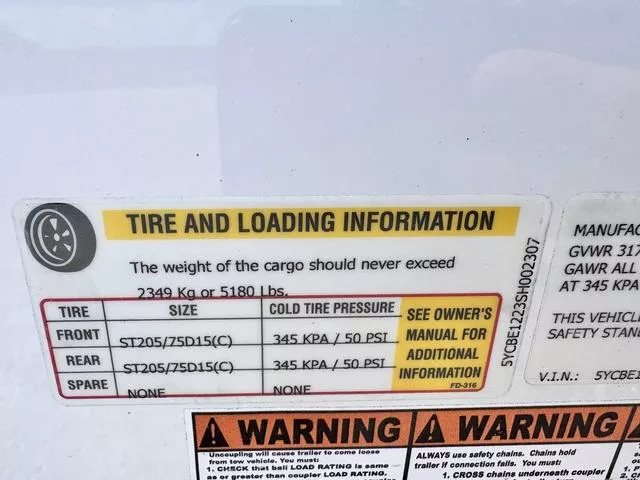 TIRE AND LOADING INFORMATION
The weight of the cargo should never exceed
2349 Kg or 5180 Lbs.
TIRE SIZE COLD TIRE PRESSURE SEE OWNER'S MANUAL FOR ADDITIONAL INFORMATION
FRONT ST205/75D15(C) 345 KPA / 50 PSI
REAR ST205/75D15(C) 345 KPA / 50 PSI
SPARE NONE NONE
FD-316
5YCBE1223SH002307
MANUFAC
GVWR 317
GAWR ALL
AT 345 KPA
THIS VEHICL
SAFETY STAN
V.I.N.: 5YCBE1
WARNING
Uncoupling will cause trailer to come loose
from tow vehicle. You must:
1. CHECK that ball LOAD RATING is same
as or greater than coupler LOAD RATING.
WARNING
ALWAYS use safety chains. Chains hold
trailer if connection fails. You must:
1. CROSS chains underneath coupler
WARNING